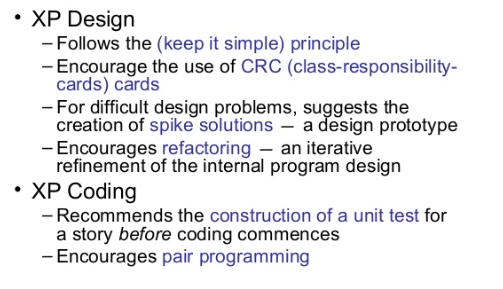 • XP Design
– Follows the (keep it simple) principle
– Encourage the use of CRC (class-responsibility-
cards) cards
– For difficult design problems, suggests the
creation of spike solutions — a design prototype
– Encourages refactoring — an iterative
refinement of the internal program design
• XP Coding
– Recommends the construction of a unit test for
a story before coding commences
– Encourages pair programming